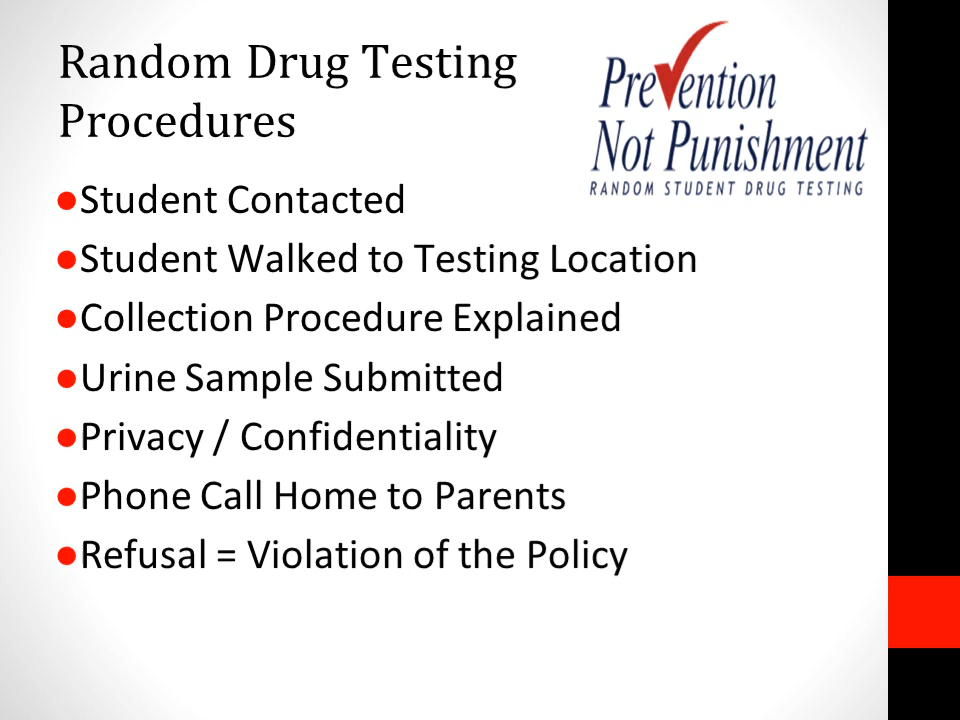 Random Drug Testing
Procedures
Prevention
Not Punishment
RANDOM STUDENT DRUG TESTING
●Student Contacted
●Student Walked to Testing Location
●Collection Procedure Explained
●Urine Sample Submitted
●Privacy / Confidentiality
●Phone Call Home to Parents
●Refusal = Violation of the Policy